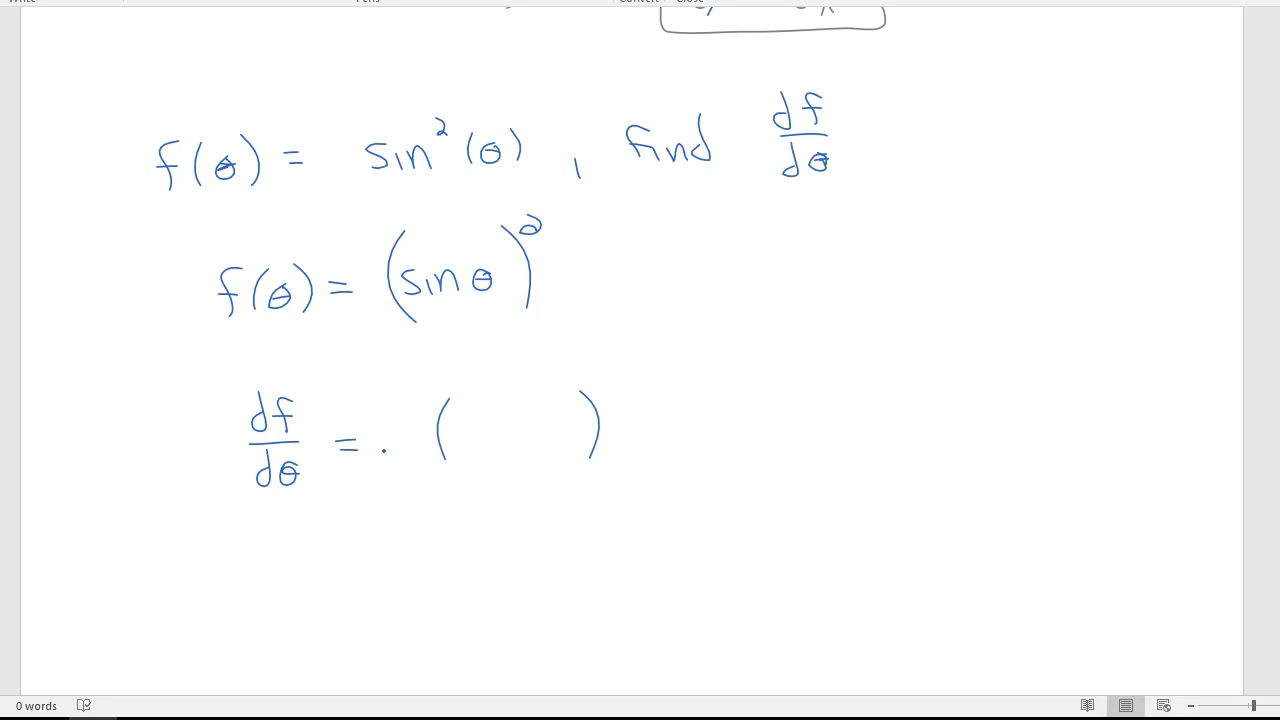 f(θ) = sin²(θ), find df/dθ
f(θ) = (sin θ)²
df/dθ = . ( )
0 words